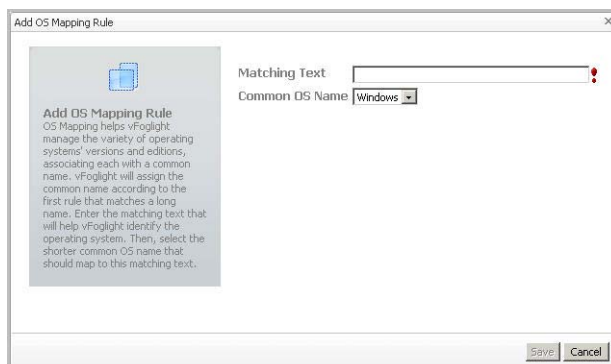 Add OS Mapping Rule
Add OS Mapping Rule
OS Mapping helps vFoglight
manage the variety of operating
systems' versions and editions,
associating each with a common
name. vFoglight will assign the
common name according to the
first rule that matches a long
name. Enter the matching text that
will help vFoglight identify the
operating system. Then, select the
shorter common OS name that
should map to this matching text.
Matching Text
Common OS Name Windows
Save Cancel